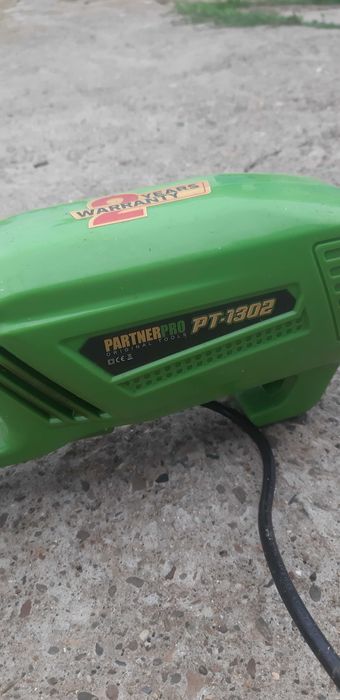 2 YEARS
WARRANTY
PARTNERPRO PT-1302
ORIGINAL TOOLS
CE